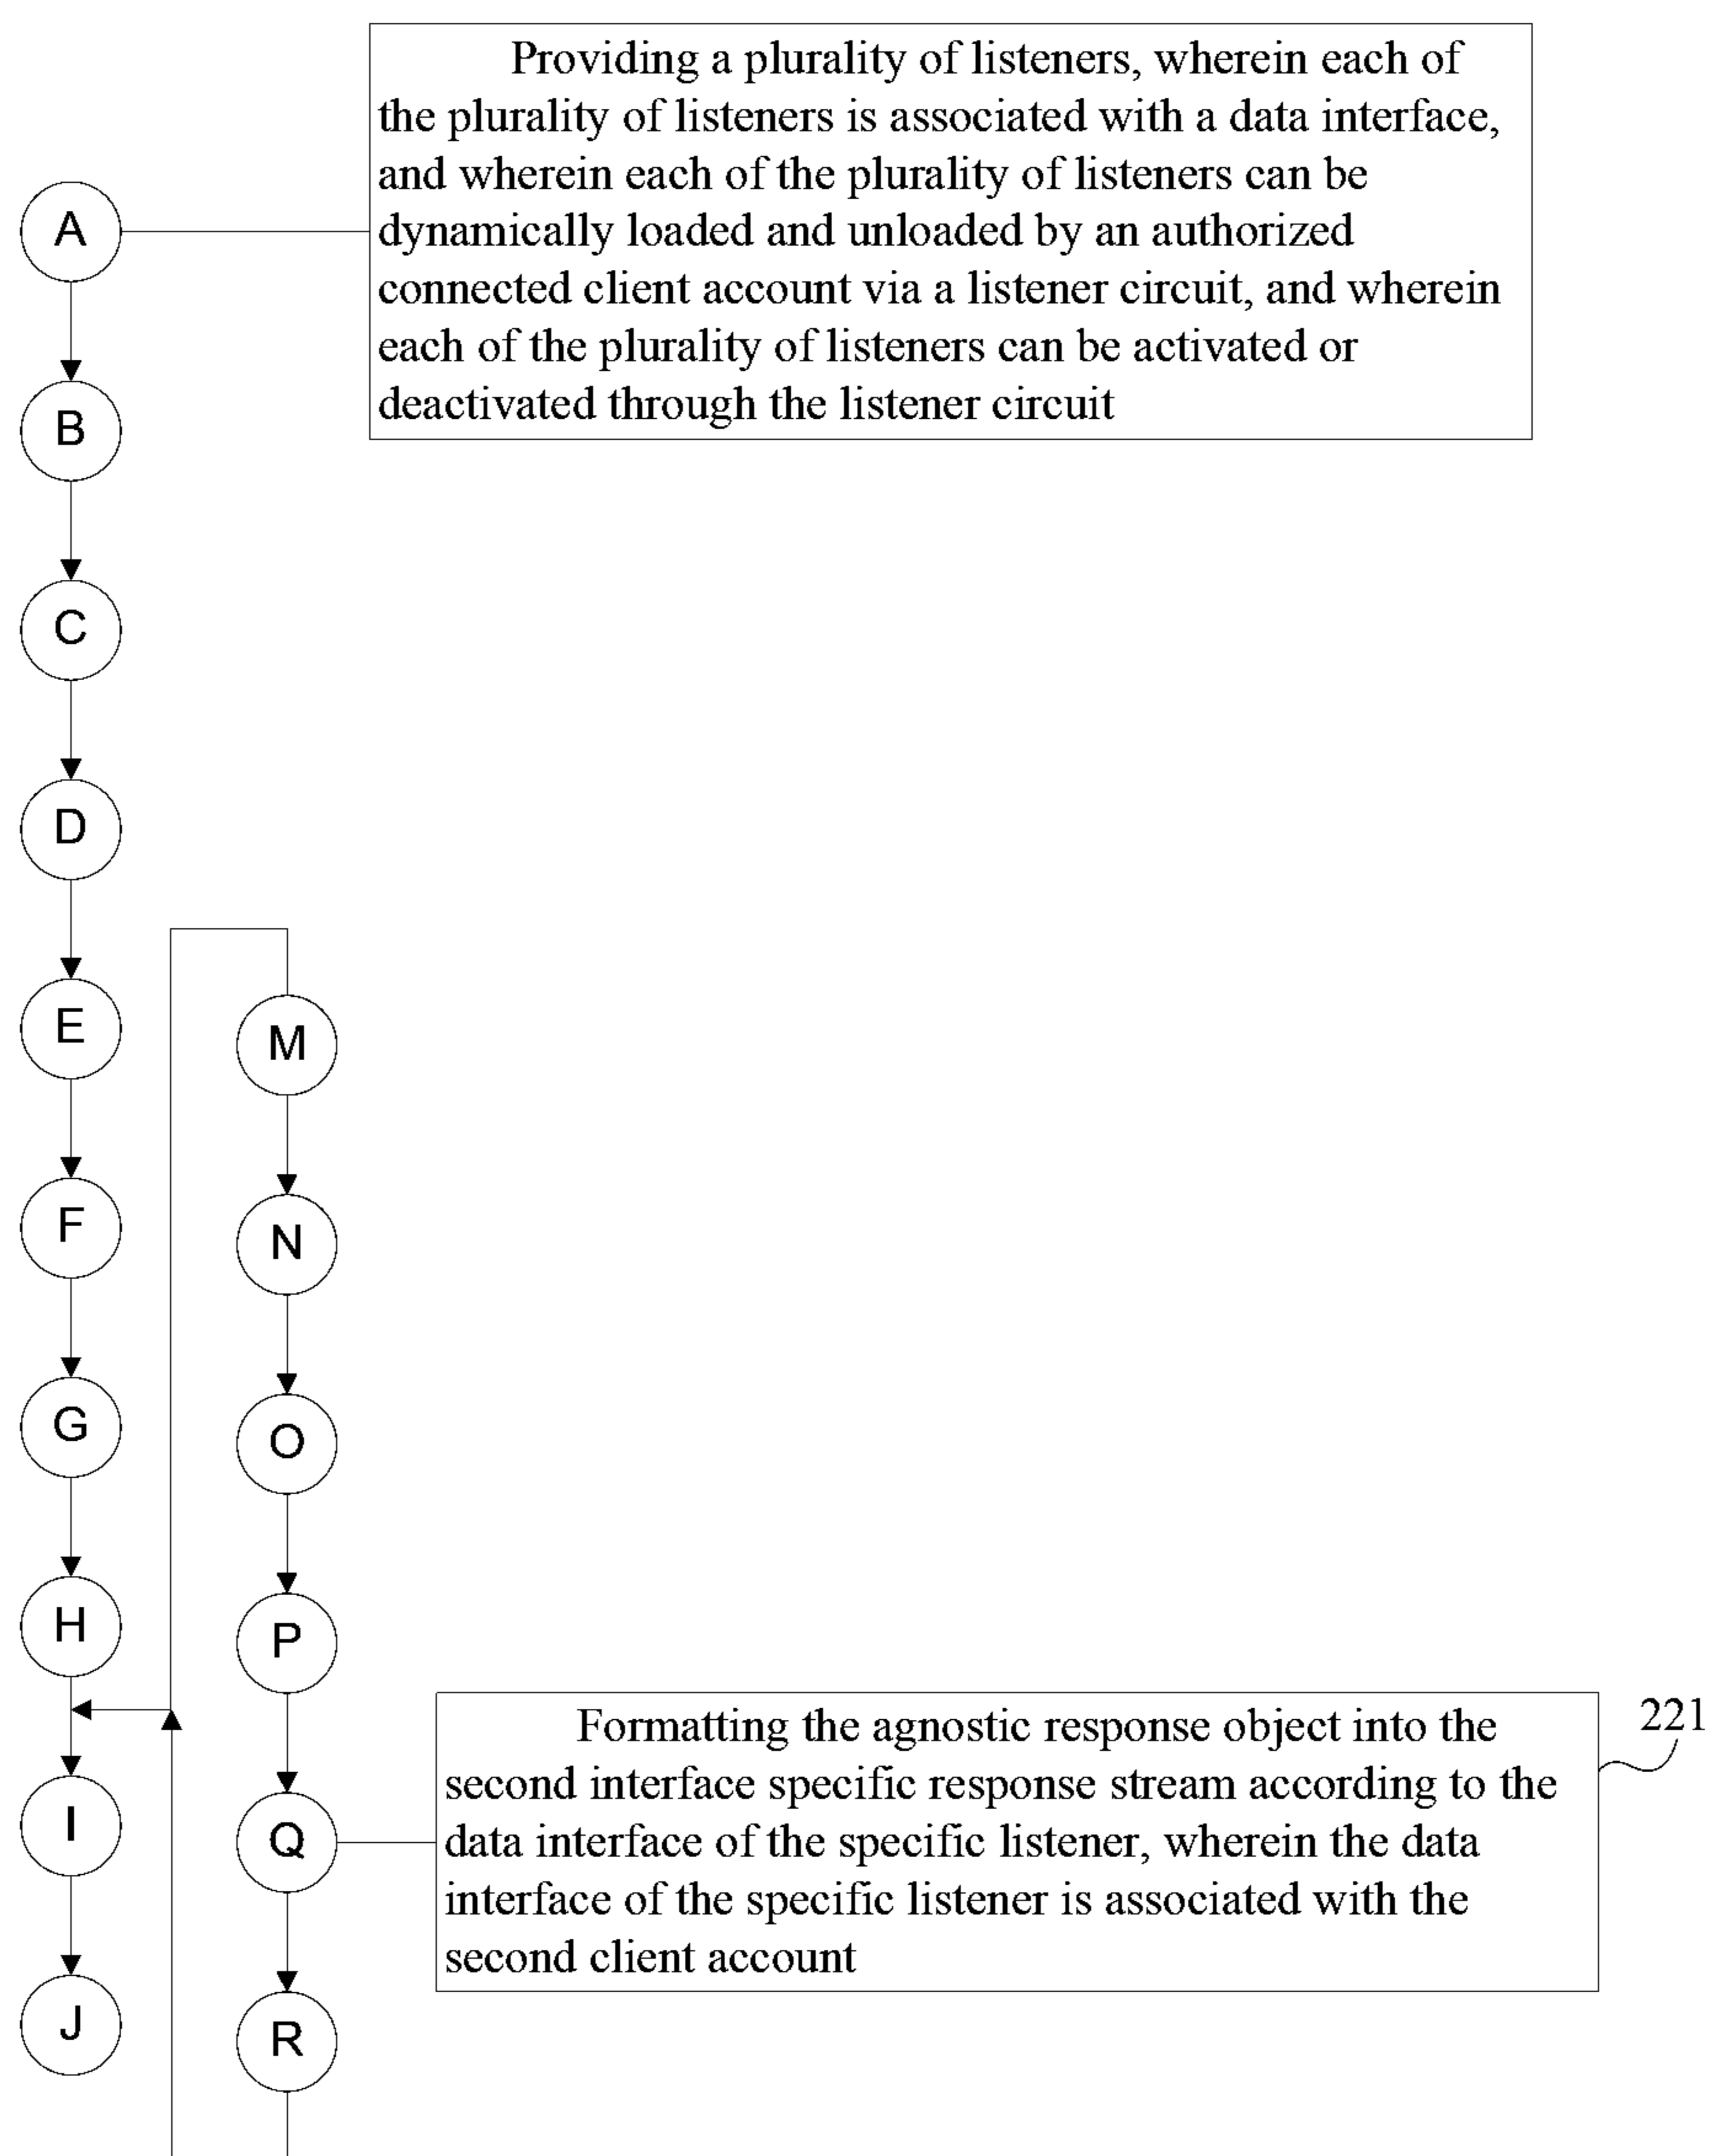 Providing a plurality of listeners, wherein each of
the plurality of listeners is associated with a data interface,
and wherein each of the plurality of listeners can be
dynamically loaded and unloaded by an authorized
connected client account via a listener circuit, and wherein
each of the plurality of listeners can be activated or
deactivated through the listener circuit
A
B
C
D
E
F
G
H
I
J
M
N
O
P
Q
R
Formatting the agnostic response object into the
second interface specific response stream according to the
data interface of the specific listener, wherein the data
interface of the specific listener is associated with the
second client account
221